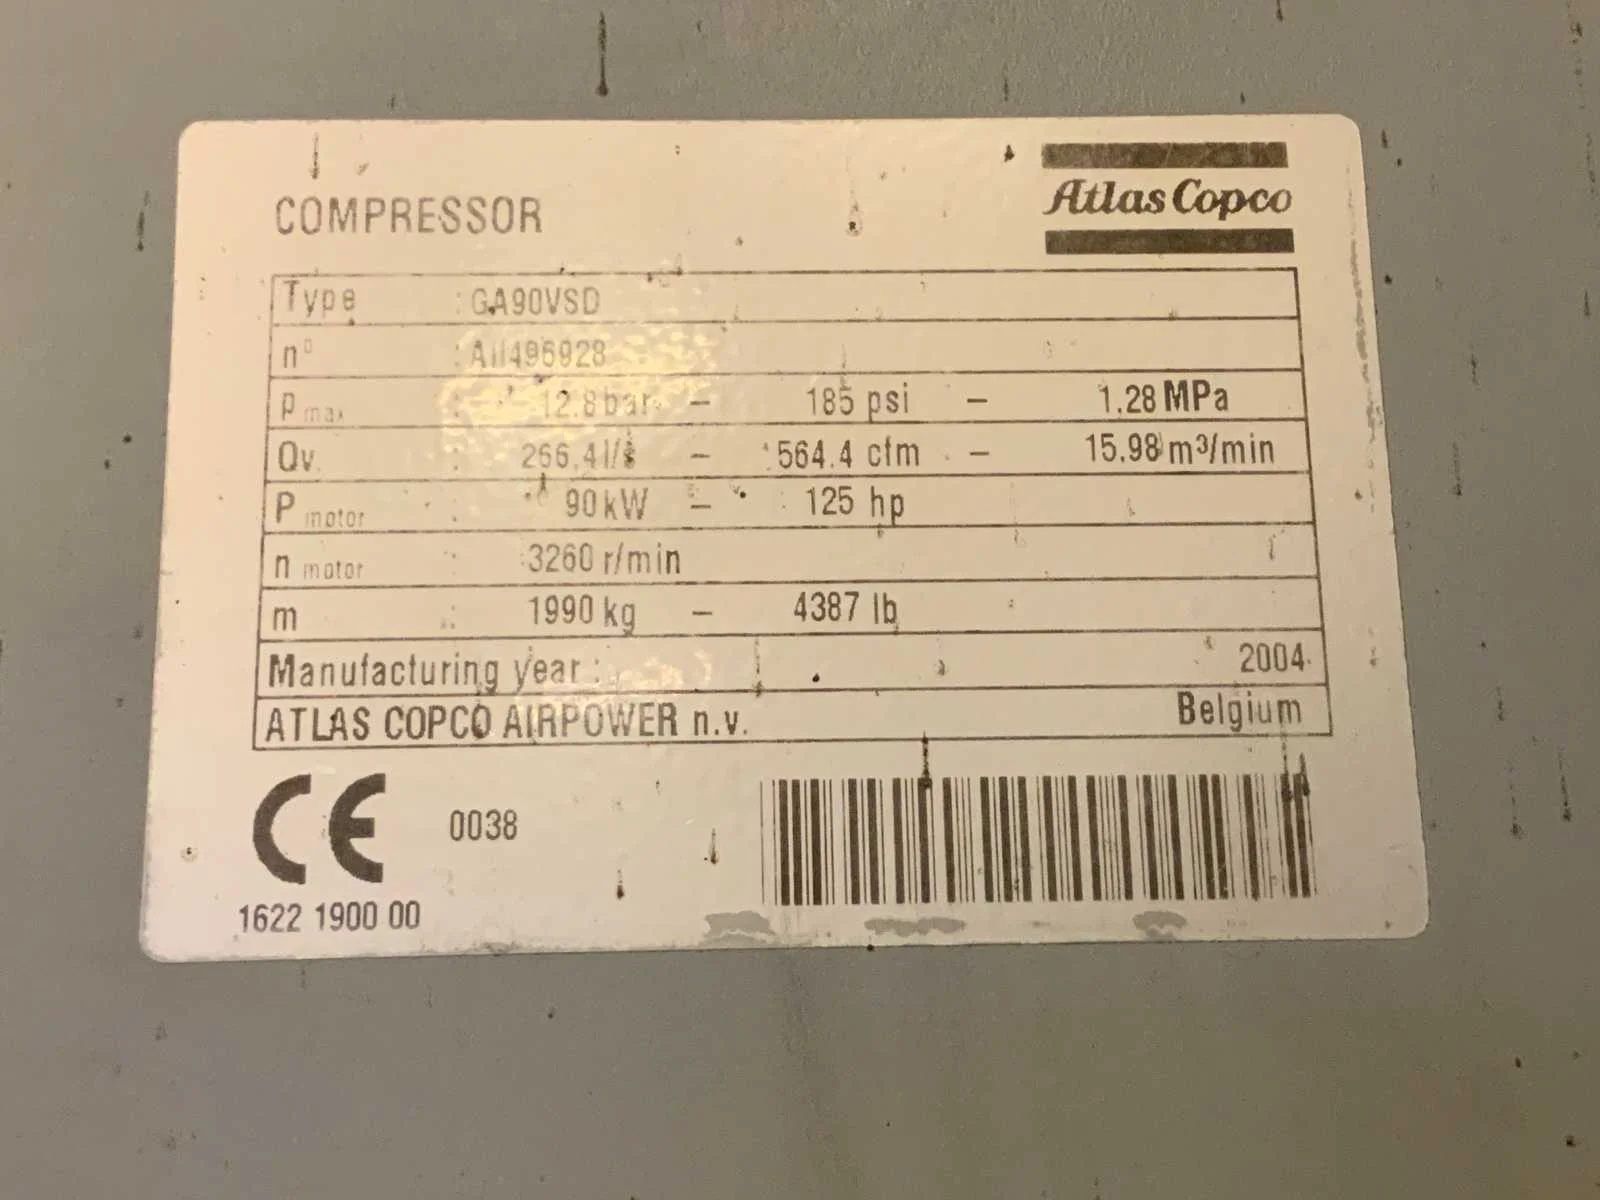 COMPRESSOR
Atlas Copco
Type : GA90VSD
n° : AII496928
Pmax : 12.8 bar – 185 psi – 1.28 MPa
Qv : 266.4 l/s – 564.4 cfm – 15.98 m³/min
P motor : 90 kW – 125 hp
n motor : 3260 r/min
m : 1990 kg – 4387 lb
Manufacturing year : 2004
ATLAS COPCO AIRPOWER n.v. Belgium
CE 0038
1622 1900 00